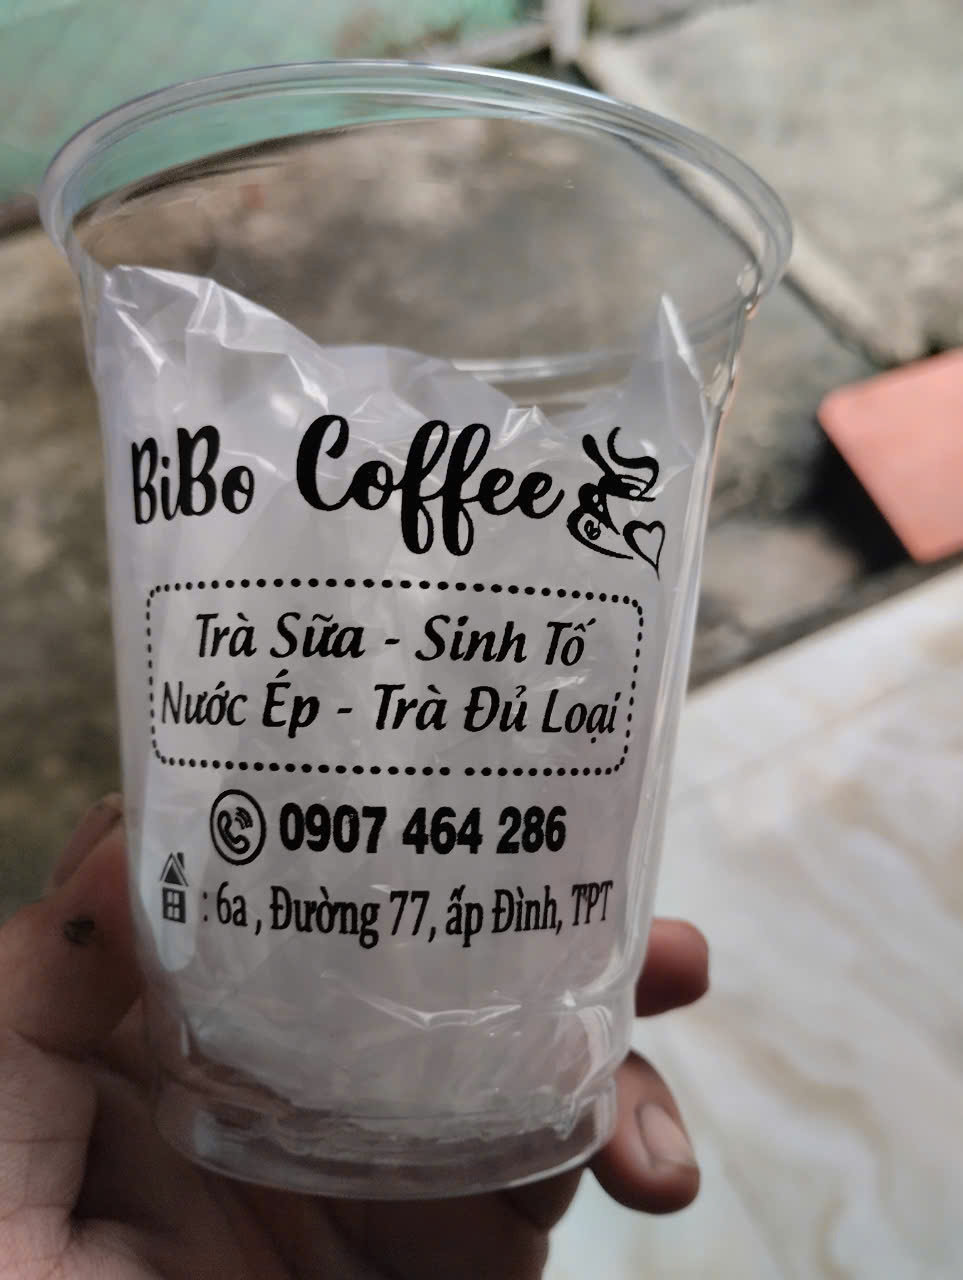 BiBo Coffee
Trà Sữa - Sinh Tố
Nước Ép - Trà Đủ Loại
0907 464 286
: 6a , Đường 77, ấp Đình, TPT